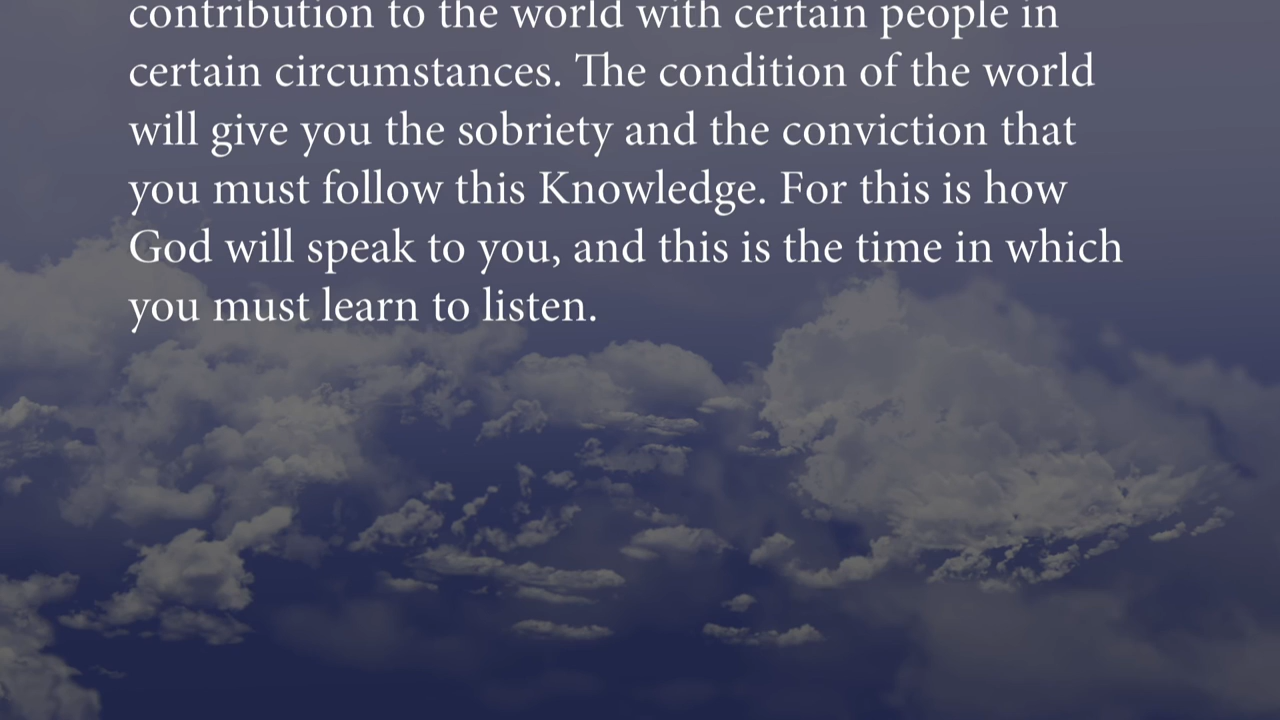 contribution to the world with certain people in
certain circumstances. The condition of the world
will give you the sobriety and the conviction that
you must follow this Knowledge. For this is how
God will speak to you, and this is the time in which
you must learn to listen.